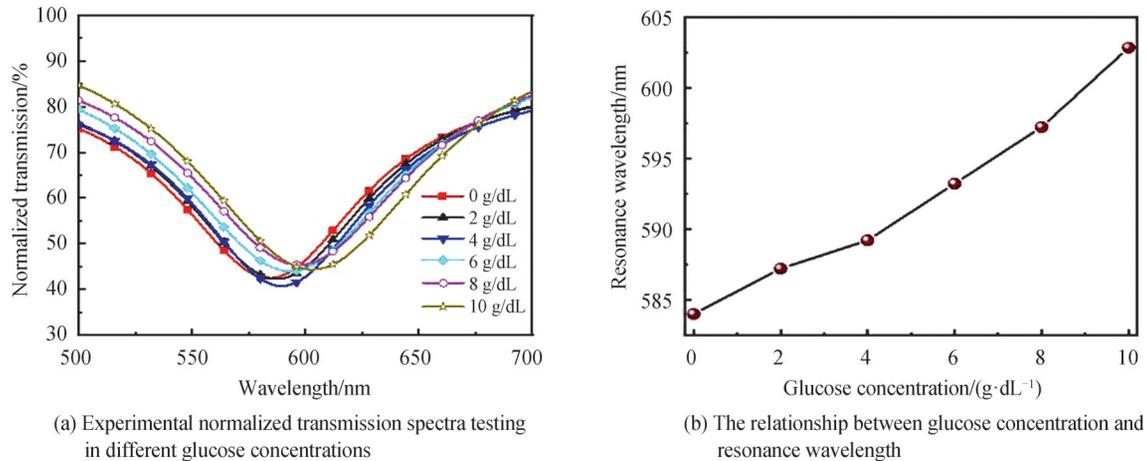 100
90
80
70
60
50
40
30
Normalized transmission/%
0 g/dL
2 g/dL
4 g/dL
6 g/dL
8 g/dL
10 g/dL
500 550 600 650 700
Wavelength/nm
(a) Experimental normalized transmission spectra testing
in different glucose concentrations
605
600
595
590
585
Resonance wavelength/nm
0 2 4 6 8 10
Glucose concentration/(g·dL⁻¹)
(b) The relationship between glucose concentration and
resonance wavelength